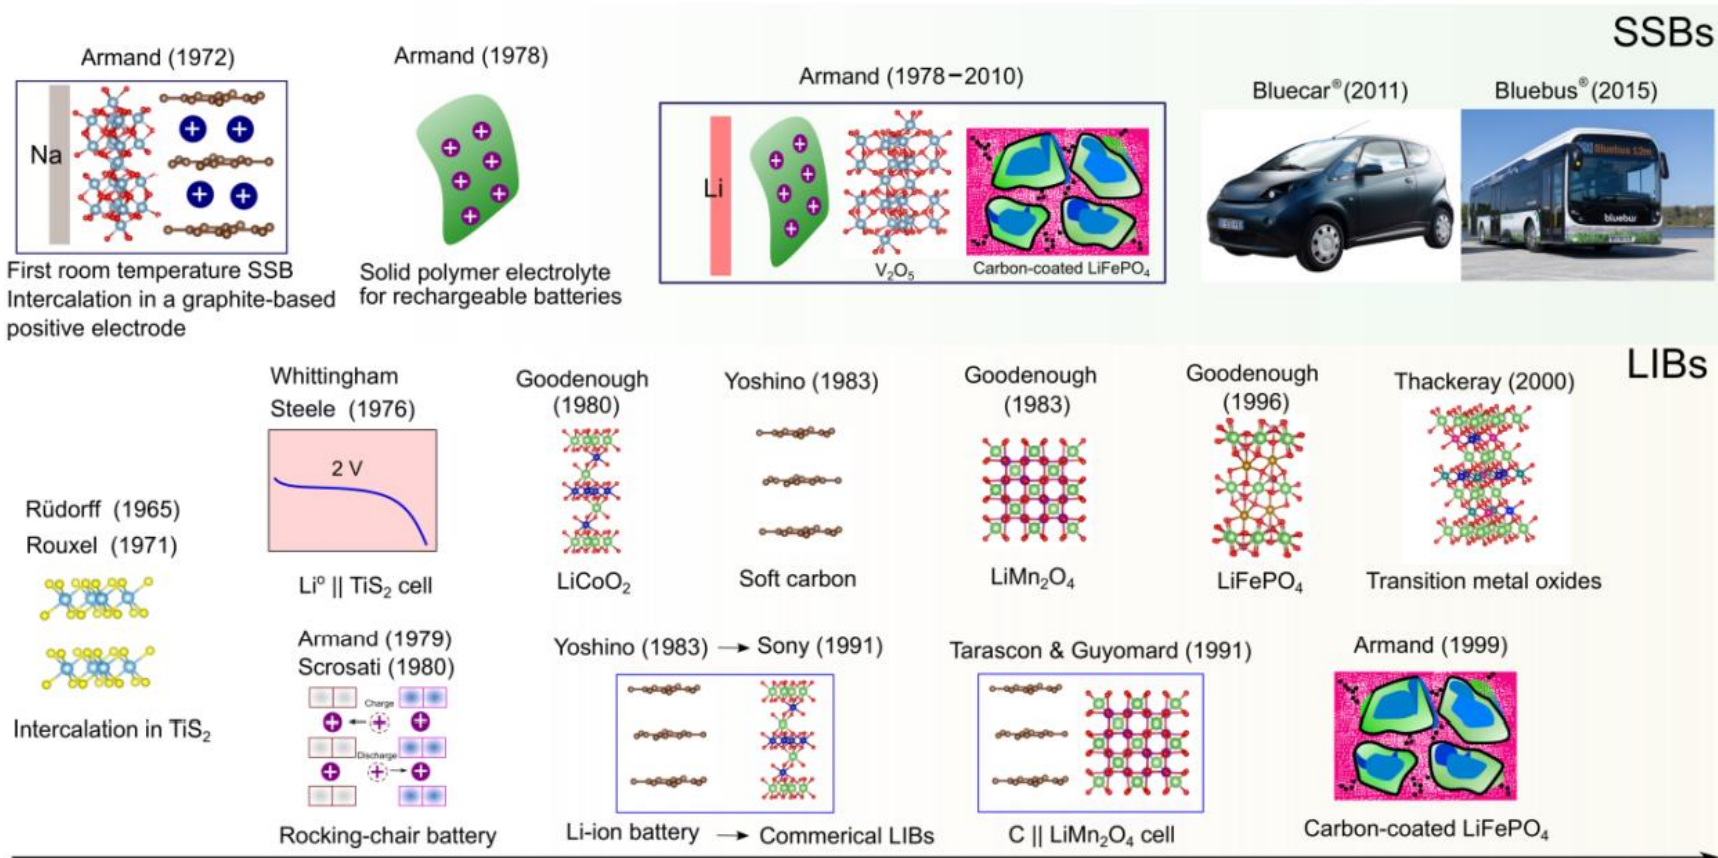 SSBs
Armand (1972)
Na
First room temperature SSB
Intercalation in a graphite-based
positive electrode
Armand (1978)
Solid polymer electrolyte
for rechargeable batteries
Armand (1978−2010)
Li
V₂O₅
Carbon-coated LiFePO₄
Bluecar®(2011)
Bluebus® (2015)
Bluebus 12m
bluebus
LIBs
Rüdorff (1965)
Rouxel (1971)
Intercalation in TiS₂
Whittingham
Steele (1976)
2 V
Liº || TiS₂ cell
Goodenough
(1980)
LiCoO₂
Yoshino (1983)
Soft carbon
Goodenough
(1983)
LiMn₂O₄
Goodenough
(1996)
LiFePO₄
Thackeray (2000)
Transition metal oxides
Armand (1979)
Scrosati (1980)
Charge
Discharge
Rocking-chair battery
Yoshino (1983) → Sony (1991)
Li-ion battery → Commerical LIBs
Tarascon & Guyomard (1991)
C || LiMn₂O₄ cell
Armand (1999)
Carbon-coated LiFePO₄